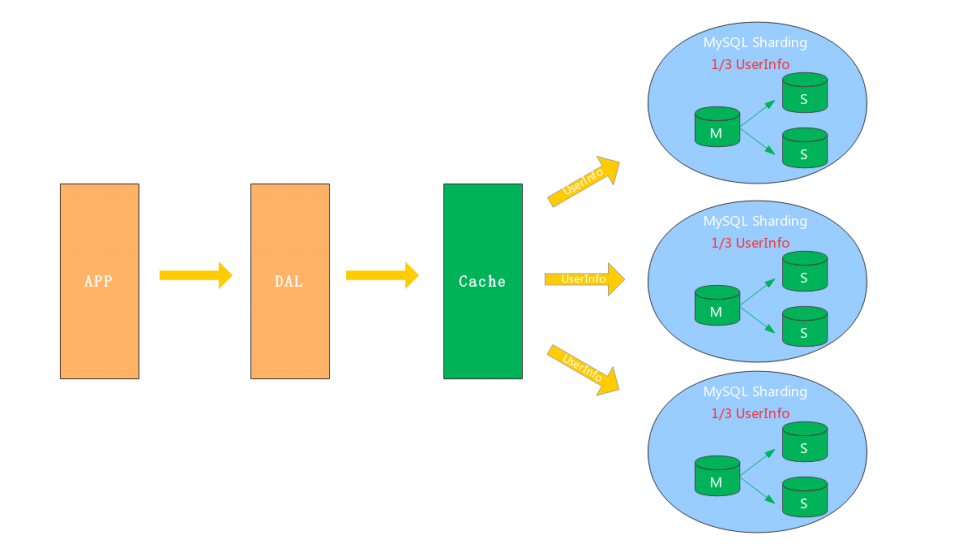 APP
DAL
Cache
UserInfo
UserInfo
UserInfo
MySQL Sharding
1/3 UserInfo
M
S
S
MySQL Sharding
1/3 UserInfo
M
S
S
MySQL Sharding
1/3 UserInfo
M
S
S